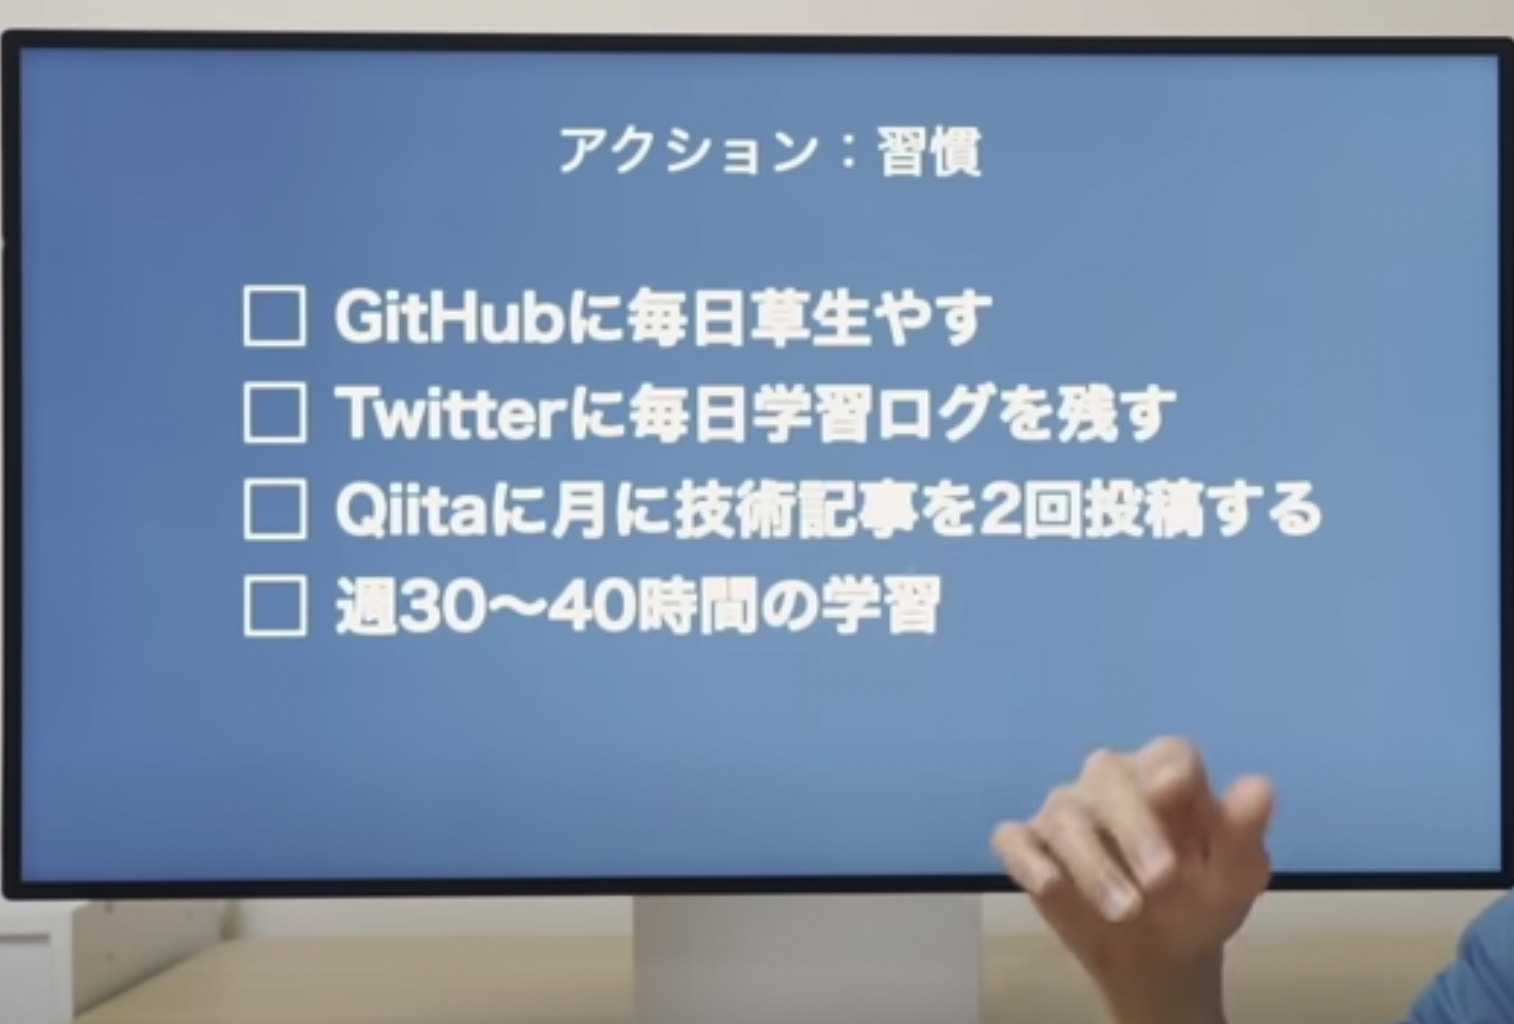 アクション：習慣
□ GitHubに毎日草生やす
□ Twitterに毎日学習ログを残す
□ Qiitaに月に技術記事を2回投稿する
□ 週30〜40時間の学習